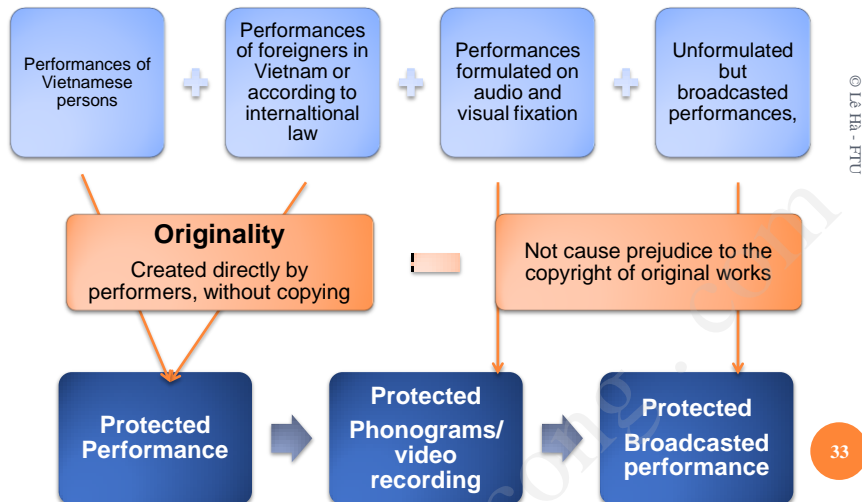 Performances of
Vietnamese
persons
Performances
of foreigners in
Vietnam or
according to
internaltional
law
Performances
formulated on
audio and
visual fixation
Unformulated
but
broadcasted
performances,
© Lê Hà - FTU
Originality
Created directly by
performers, without copying
Not cause prejudice to the
copyright of original works
Protected
Performance
Protected
Phonograms/
video
recording
Protected
Broadcasted
performance
33